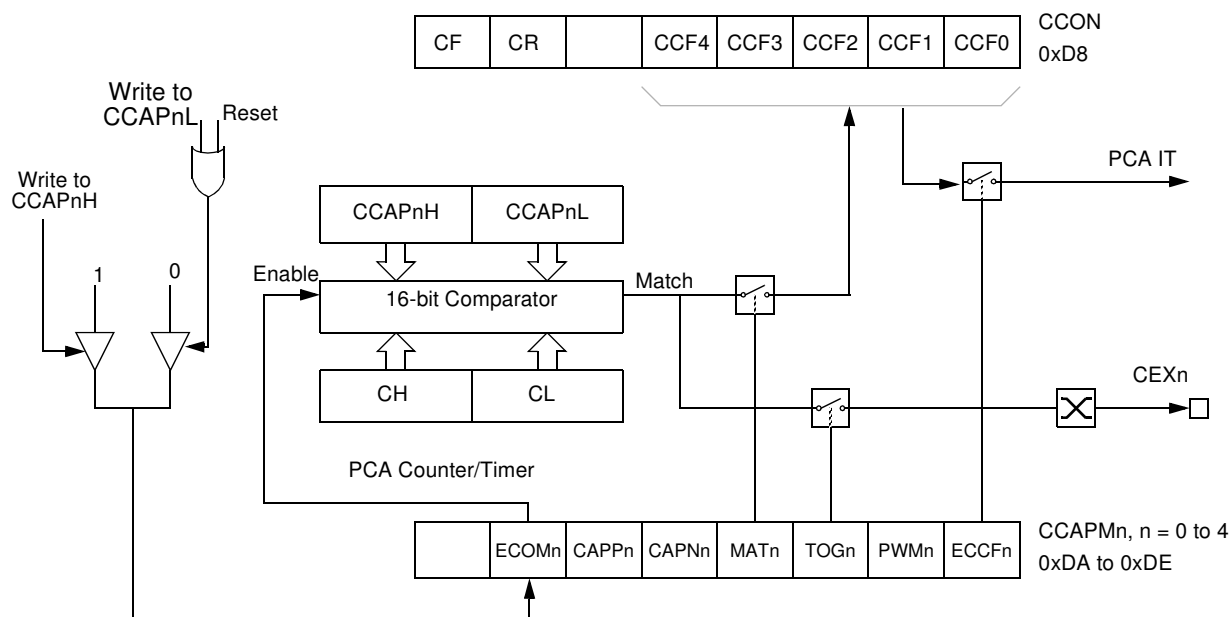 CF CR CCF4 CCF3 CCF2 CCF1 CCF0
CCON
0xD8
Write to
CCAPnL
Reset
PCA IT
Write to
CCAPnH
CCAPnH CCAPnL
1
0
Enable
16-bit Comparator
Match
CH CL
CEXn
PCA Counter/Timer
ECOMn CAPPn CAPNn MATn TOGn PWMn ECCFn
CCAPMn, n = 0 to 4
0xDA to 0xDE